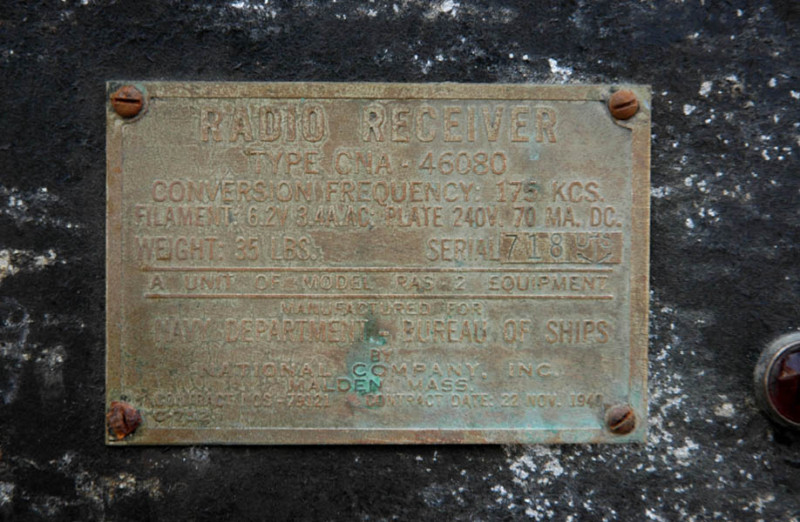 RADIO RECEIVER
TYPE CNA-46080
CONVERSION FREQUENCY: 175 KCS.
FILAMENT: 6.2V 3.4A.AC. PLATE 240V. 70 MA. DC.
WEIGHT: 35 LBS. SERIAL 718
A UNIT OF MODEL RAS-2 EQUIPMENT
MANUFACTURED FOR
NAVY DEPARTMENT - BUREAU OF SHIPS
BY
NATIONAL COMPANY, INC.
MALDEN, MASS.
CONTRACT CONTRACT DATE: 22 NOV. 1940